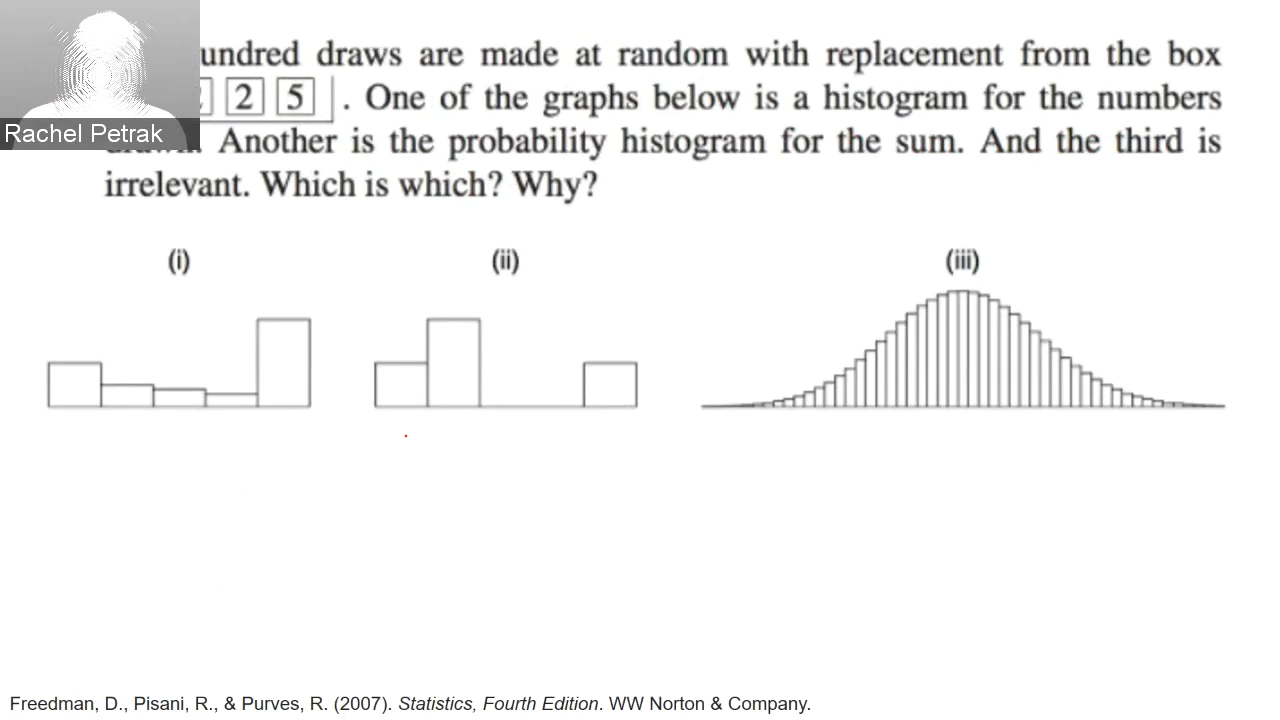 undred draws are made at random with replacement from the box
2 5 . One of the graphs below is a histogram for the numbers
Rachel Petrak
Another is the probability histogram for the sum. And the third is
irrelevant. Which is which? Why?
(i) (ii) (iii)
Freedman, D., Pisani, R., & Purves, R. (2007). Statistics, Fourth Edition. WW Norton & Company.